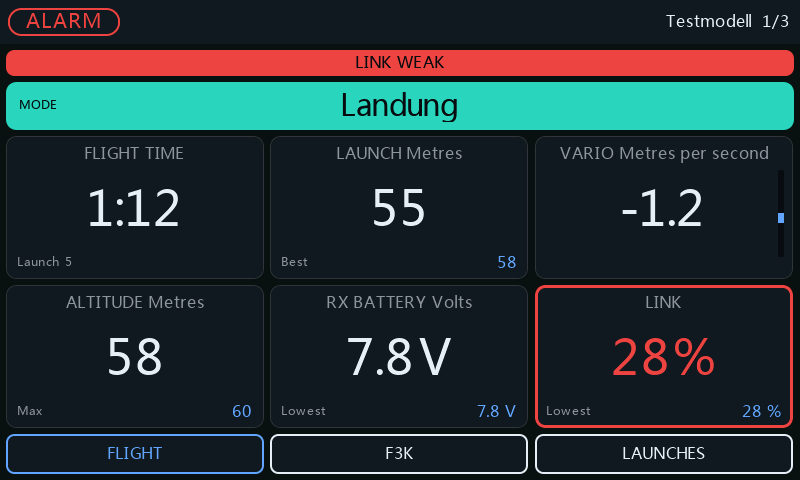 ALARM
Testmodell 1/3
LINK WEAK
MODE
Landung
FLIGHT TIME
1:12
Launch 5
LAUNCH Metres
55
Best 58
VARIO Metres per second
-1.2
ALTITUDE Metres
58
Max 60
RX BATTERY Volts
7.8 V
Lowest 7.8 V
LINK
28%
Lowest 28 %
FLIGHT
F3K
LAUNCHES